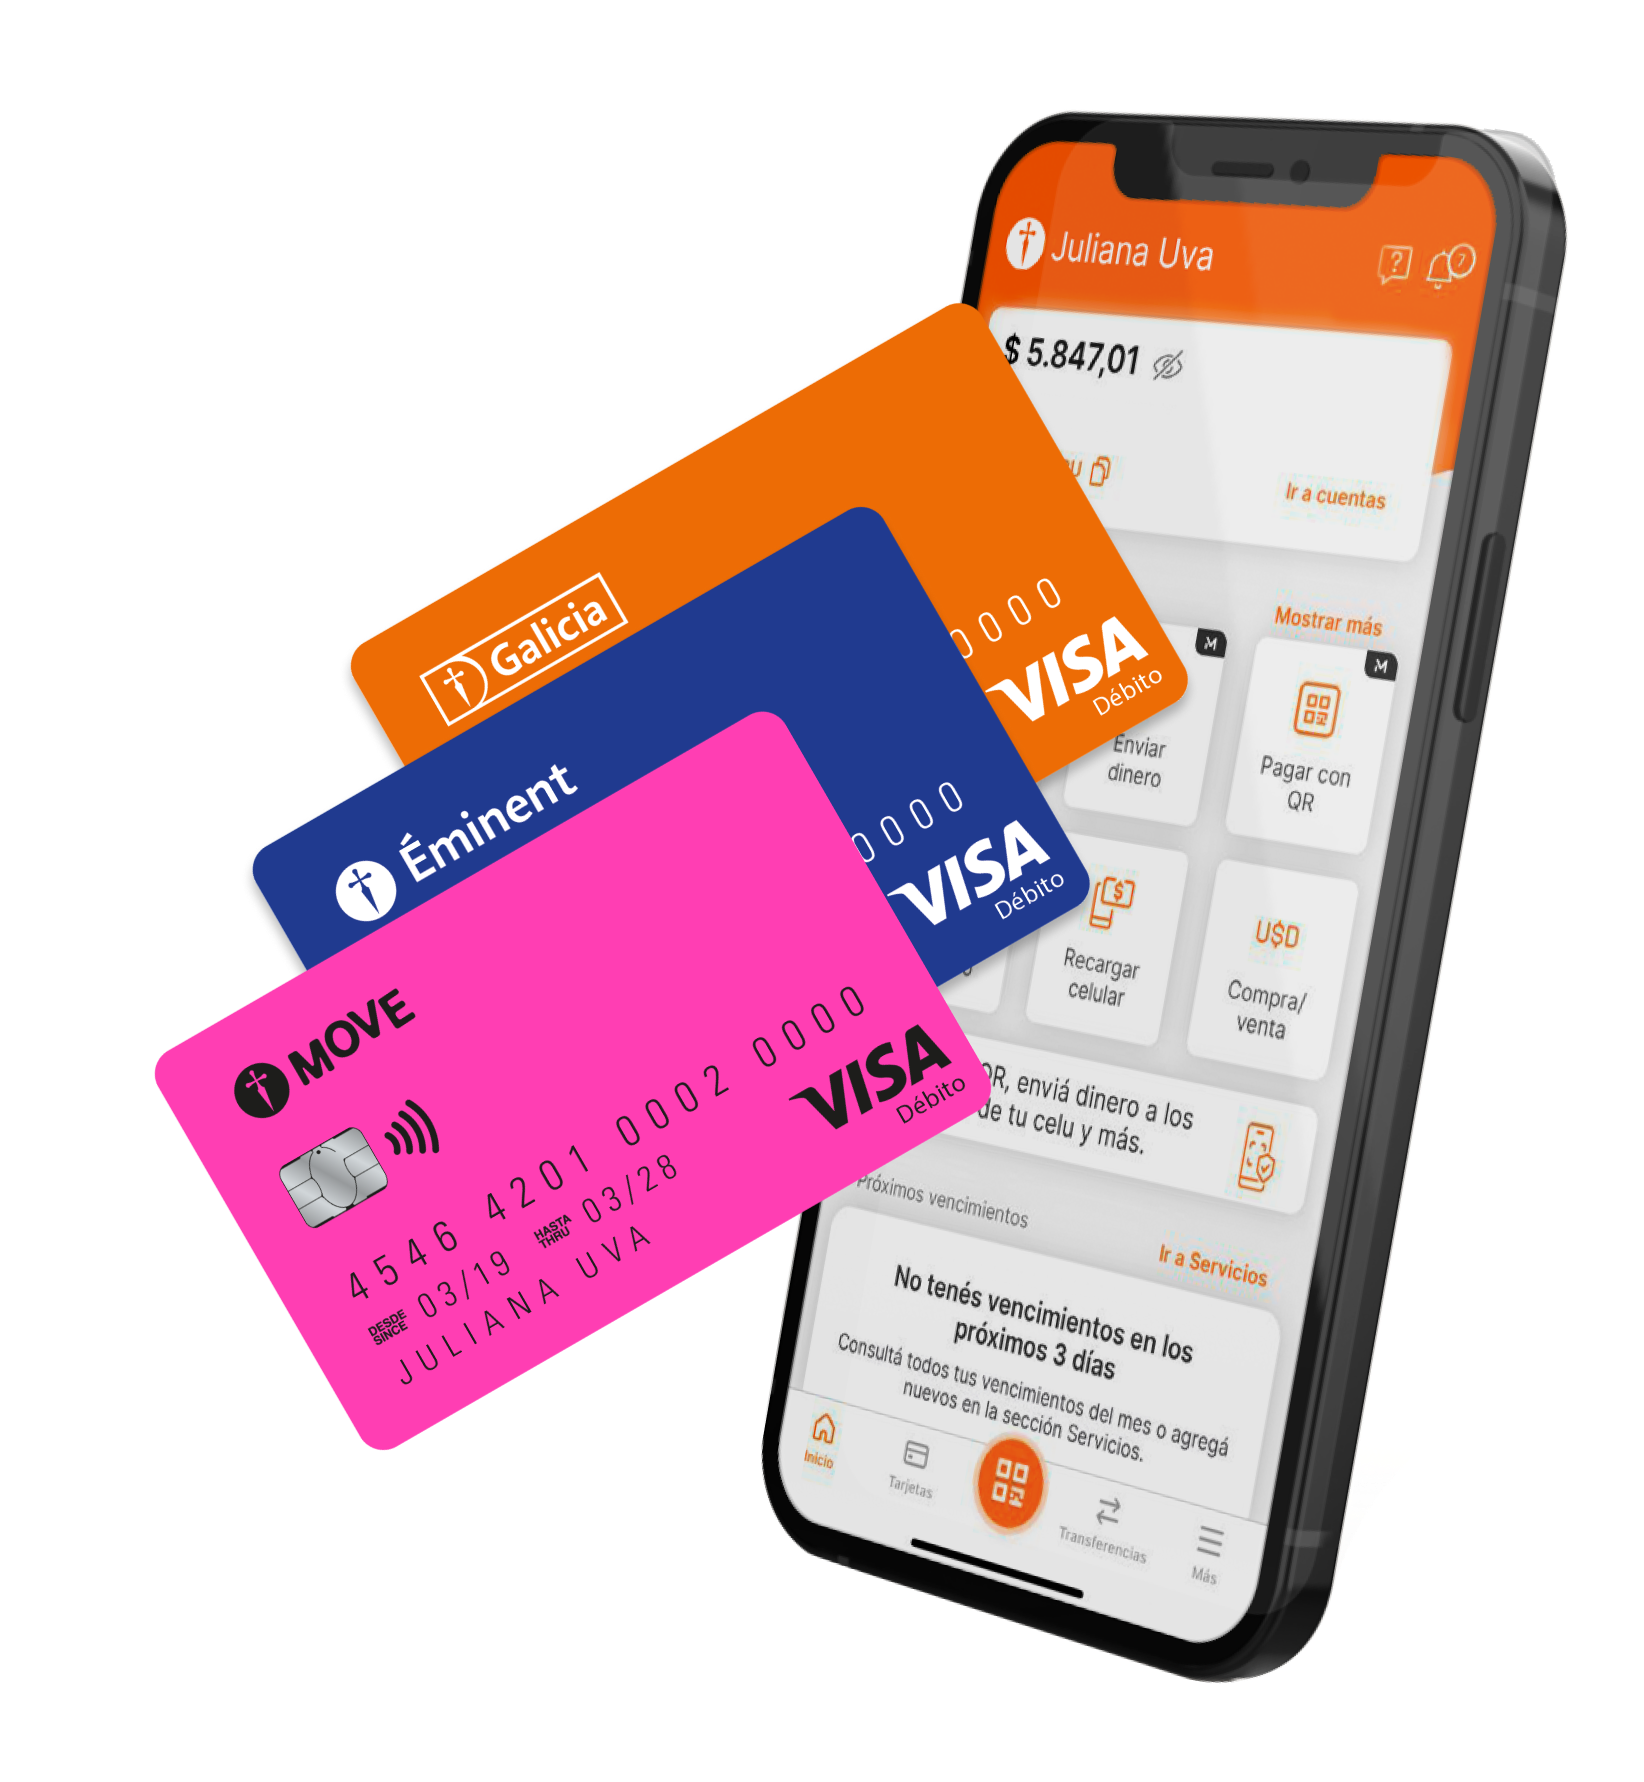 Juliana Uva
?
7
$ 5.847,01
Ir a cuentas
Mostrar más
M
M
Enviar
dinero
Pagar con
QR
Recargar
celular
U$D
Compra/
venta
QR, enviá dinero a los
de tu celu y más.
Próximos vencimientos
Ir a Servicios
No tenés vencimientos en los
próximos 3 días
Consultá todos tus vencimientos del mes o agregá
nuevos en la sección Servicios.
Inicio
Tarjetas
Transferencias
Más
Galicia
0000
VISA
Débito
Éminent
0000
VISA
Débito
MOVE
4546 4201 0002 0000
DESDE
SINCE
03/19
HASTA
THRU
03/28
JULIANA UVA
VISA
Débito